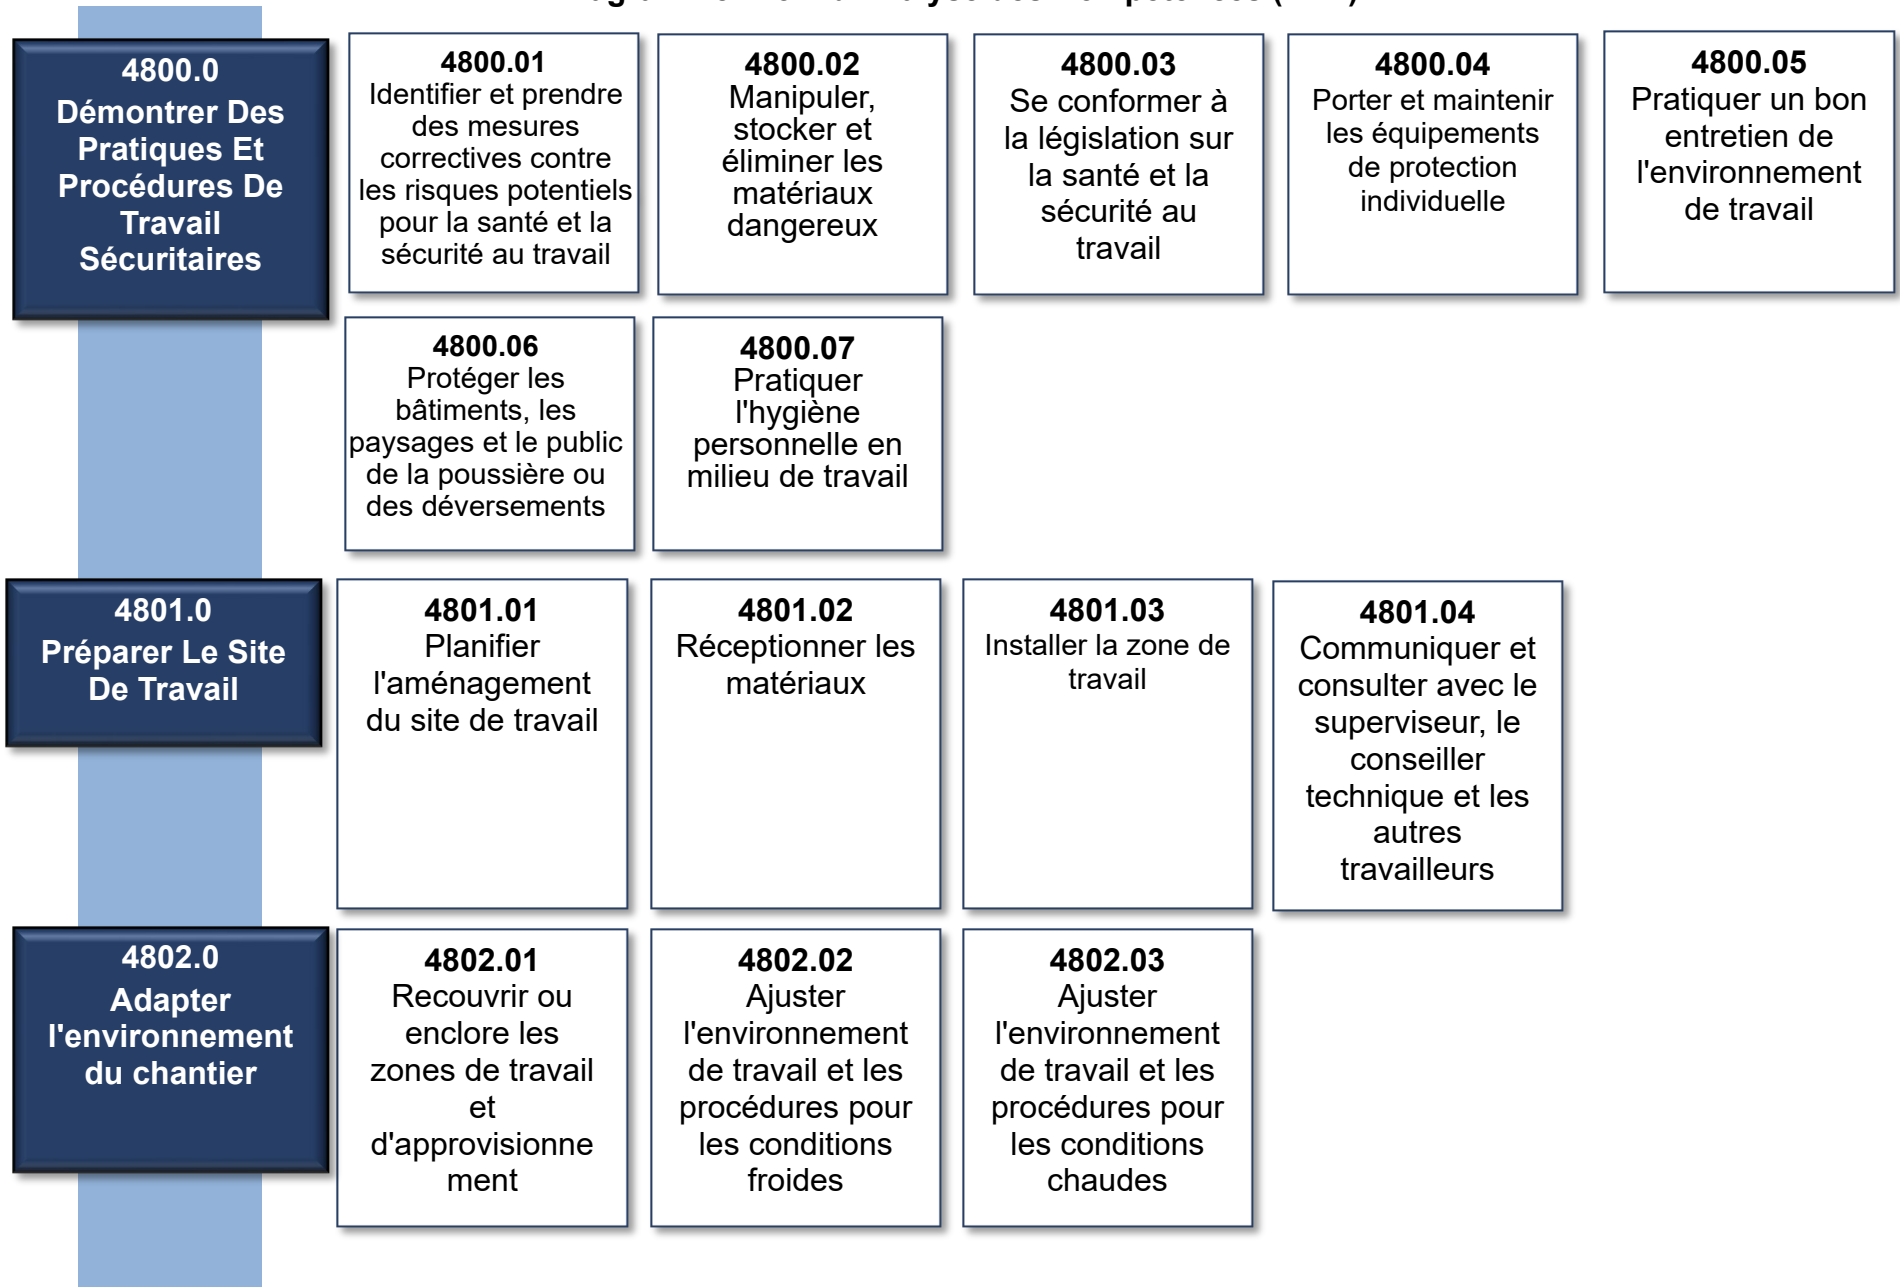 4800.0
Démontrer Des
Pratiques Et
Procédures De
Travail
Sécuritaires
4800.01
Identifier et prendre
des mesures
correctives contre
les risques potentiels
pour la santé et la
sécurité au travail
4800.02
Manipuler,
stocker et
éliminer les
matériaux
dangereux
4800.03
Se conformer à
la législation sur
la santé et la
sécurité au
travail
4800.04
Porter et maintenir
les équipements
de protection
individuelle
4800.05
Pratiquer un bon
entretien de
l'environnement
de travail
4800.06
Protéger les
bâtiments, les
paysages et le public
de la poussière ou
des déversements
4800.07
Pratiquer
l'hygiène
personnelle en
milieu de travail
4801.0
Préparer Le Site
De Travail
4801.01
Planifier
l'aménagement
du site de travail
4801.02
Réceptionner les
matériaux
4801.03
Installer la zone de
travail
4801.04
Communiquer et
consulter avec le
superviseur, le
conseiller
technique et les
autres
travailleurs
4802.0
Adapter
l'environnement
du chantier
4802.01
Recouvrir ou
enclore les
zones de travail
et
d'approvisionne
ment
4802.02
Ajuster
l'environnement
de travail et les
procédures pour
les conditions
froides
4802.03
Ajuster
l'environnement
de travail et les
procédures pour
les conditions
chaudes